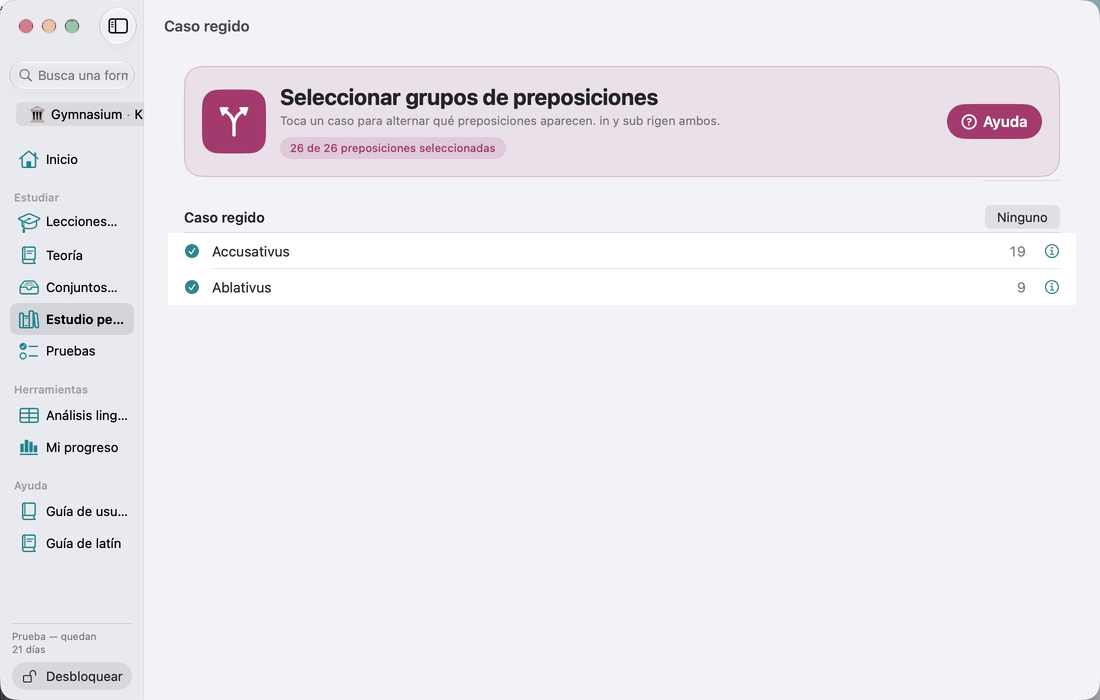 Caso regido
Busca una form
Gymnasium · K
Inicio
Estudiar
Lecciones...
Teoría
Conjuntos...
Estudio pe...
Pruebas
Herramientas
Análisis ling...
Mi progreso
Ayuda
Guía de usu...
Guía de latín
Prueba — quedan
21 días
Desbloquear
Seleccionar grupos de preposiciones
Toca un caso para alternar qué preposiciones aparecen. in y sub rigen ambos.
26 de 26 preposiciones seleccionadas
Ayuda
Caso regido
Ninguno
Accusativus 19
Ablativus 9